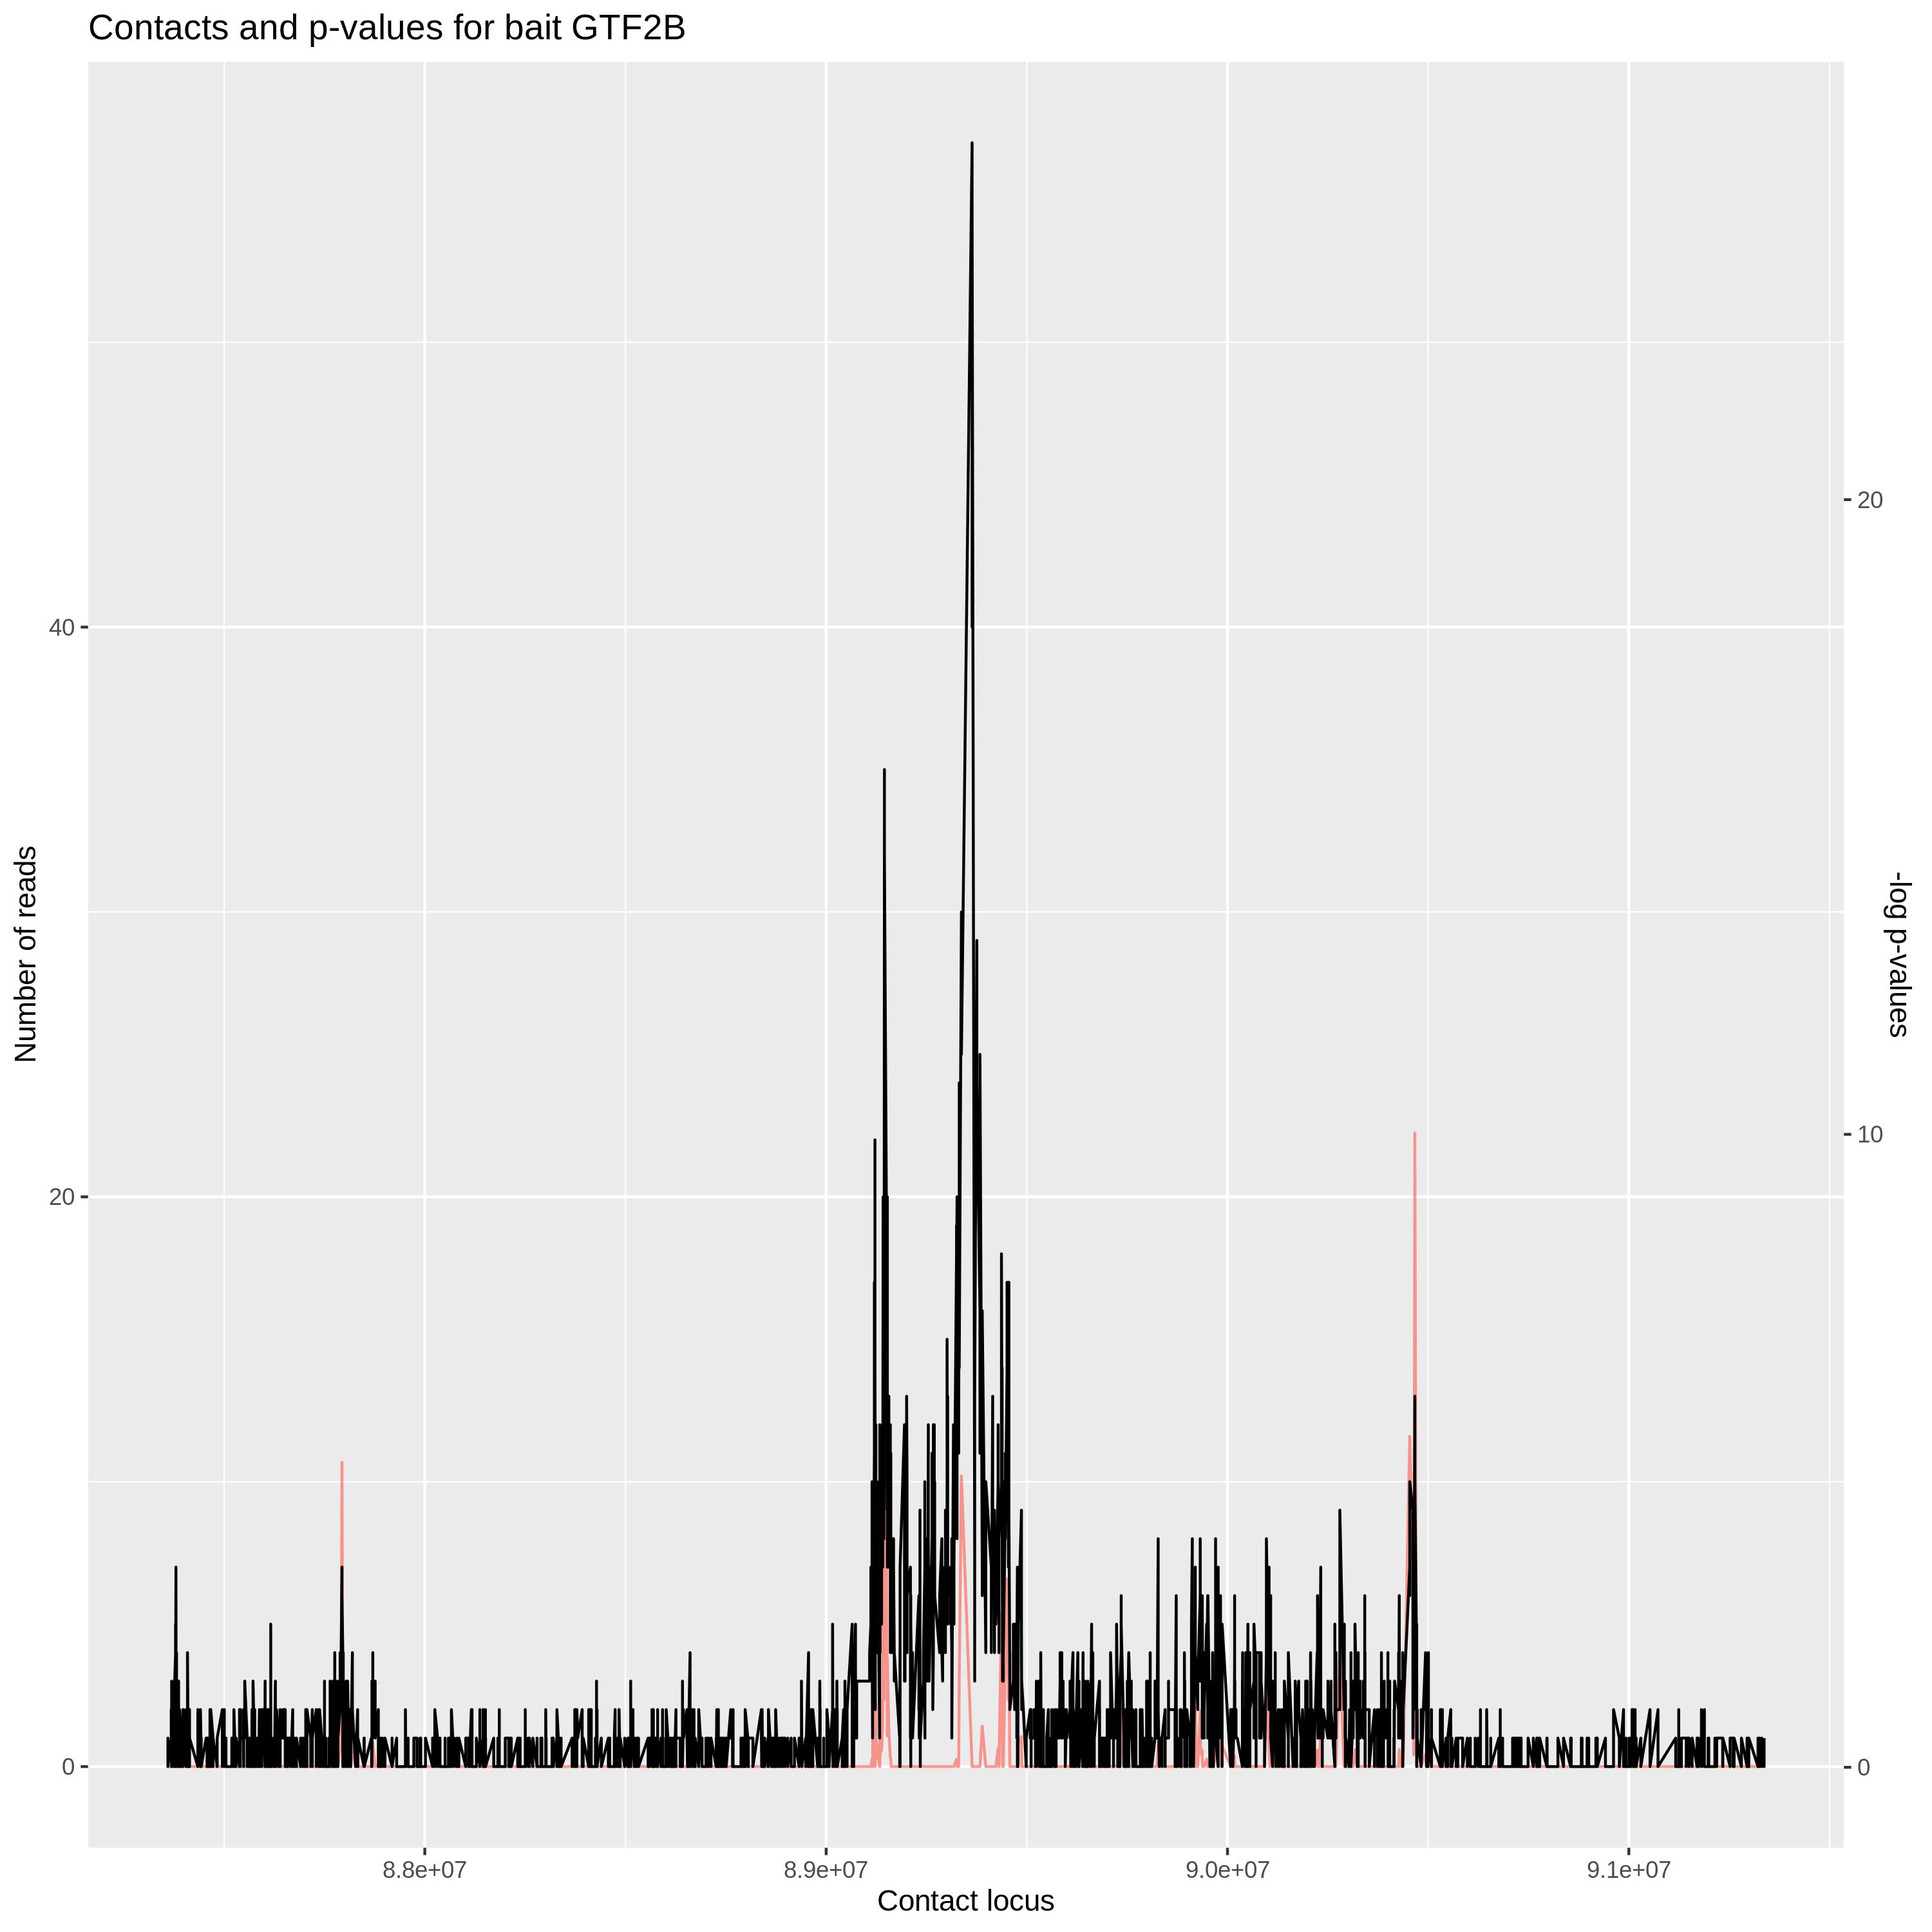 Contacts and p-values for bait GTF2B
Number of reads
40
20
0
20
10
0
-log p-values
8.8e+07 8.9e+07 9.0e+07 9.1e+07
Contact locus